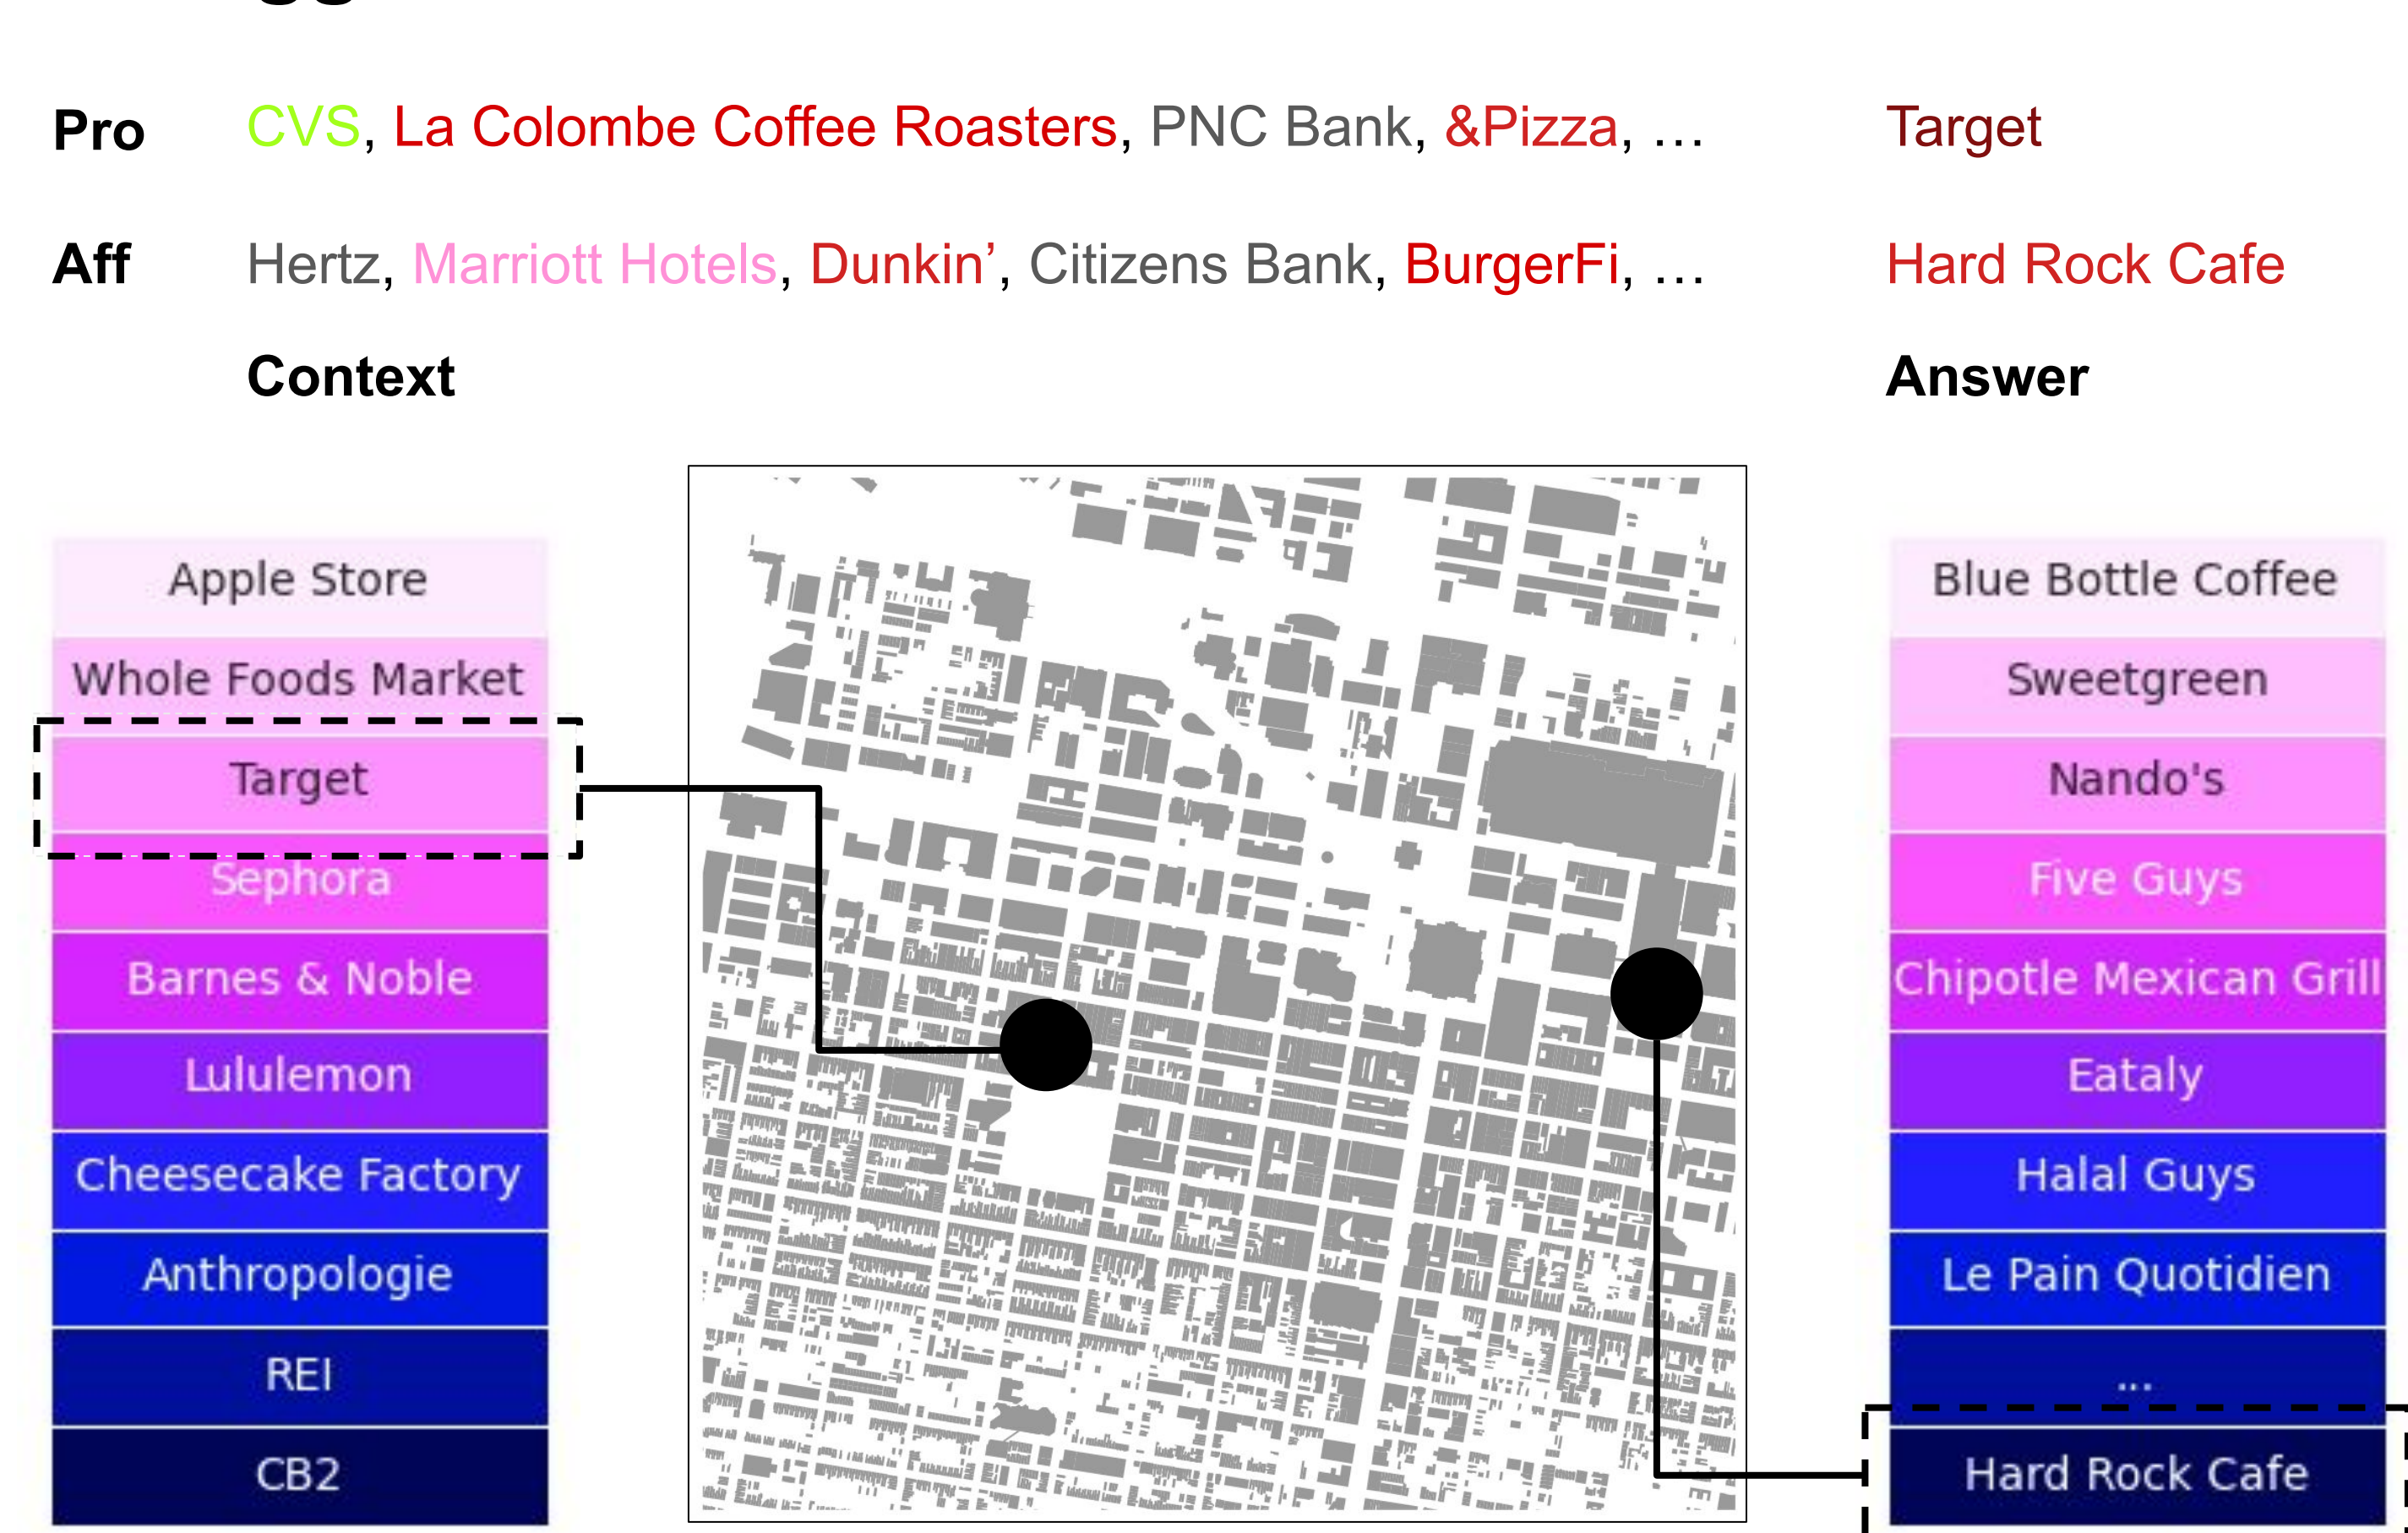 Pro CVS, La Colombe Coffee Roasters, PNC Bank, &Pizza, … Target
Aff Hertz, Marriott Hotels, Dunkin’, Citizens Bank, BurgerFi, … Hard Rock Cafe
Context Answer
Apple Store
Whole Foods Market
Target
Sephora
Barnes & Noble
Lululemon
Cheesecake Factory
Anthropologie
REI
CB2
Blue Bottle Coffee
Sweetgreen
Nando's
Five Guys
Chipotle Mexican Grill
Eataly
Halal Guys
Le Pain Quotidien
...
Hard Rock Cafe